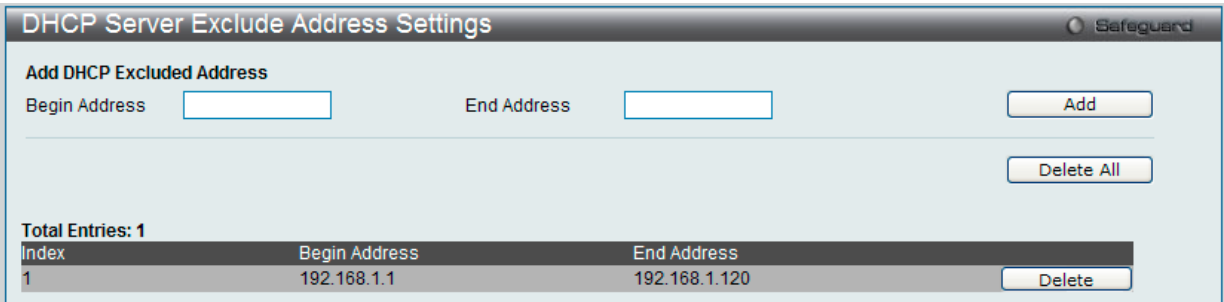 DHCP Server Exclude Address Settings Safeguard
Add DHCP Excluded Address
Begin Address End Address Add
Delete All
Total Entries: 1
Index Begin Address End Address
1 192.168.1.1 192.168.1.120 Delete